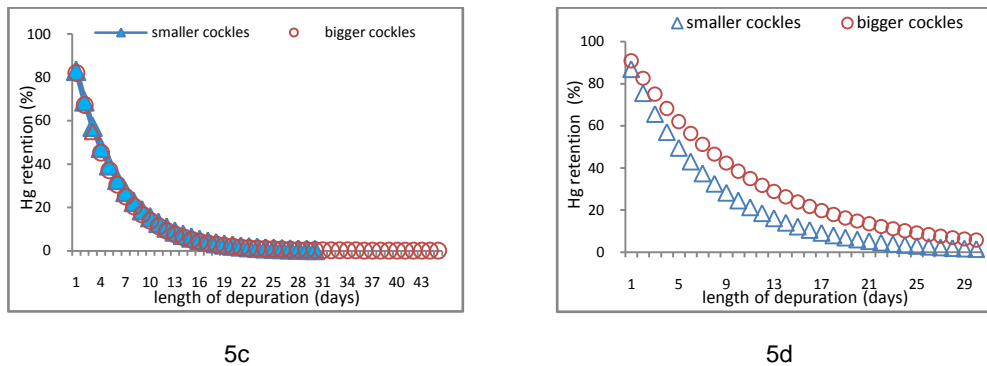 smaller cockles bigger cockles
100
80
60
40
20
0
Hg retention (%)
1 4 7 10 13 16 19 22 25 28 31 34 37 40 43
length of depuration (days)
5c
smaller cockles bigger cockles
100
80
60
40
20
0
Hg retention (%)
1 5 9 13 17 21 25 29
length of depuration (days)
5d